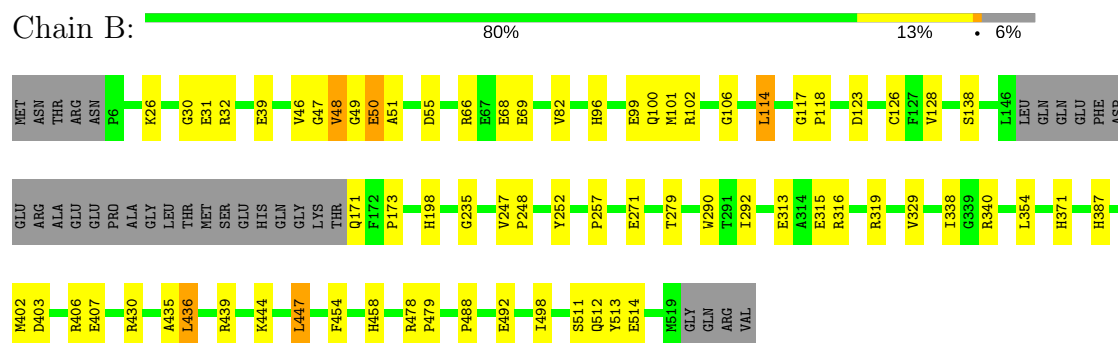 Chain B:
80% 13% • 6%
MET ASN THR ARG ASN P6 K26 G30 E31 R32 E39 V46 G47 V48 G49 E50 A51 D55 R66 E67 E68 E69 V82 H96 E99 Q100 M101 R102 G106 L114 G117 P118 D123 C126 F127 V128 S138 L146 LEU GLN GLN GLU PHE ASP
GLU ARG ALA GLU GLU PRO ALA GLY LEU THR MET SER GLU HIS GLN GLY LYS THR Q171 F172 P173 H198 G235 V247 P248 Y252 P257 E271 T279 W290 T291 I292 E313 A314 E315 R316 R319 V329 I338 G339 R340 L354 H371 H387
M402 D403 R406 E407 R430 A435 L436 R439 K444 L447 F454 H458 R478 P479 P488 E492 I498 S511 Q512 Y513 E514 M519 GLY GLN ARG VAL